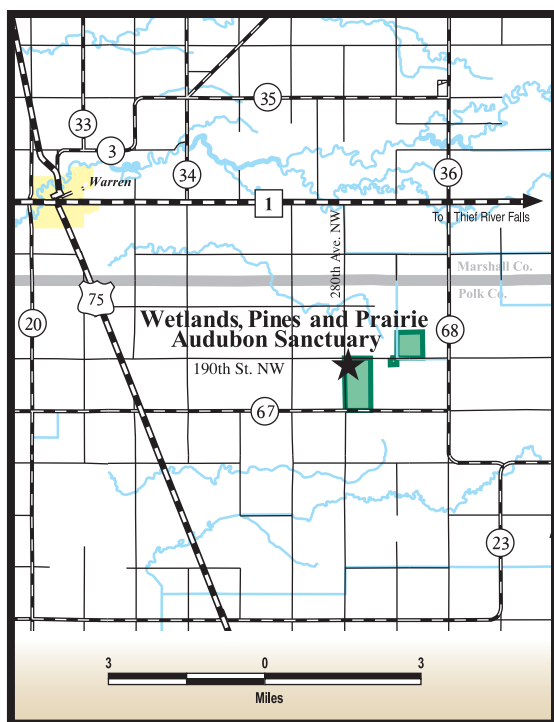 35
33
3
Warren
34
36
1
To Thief River Falls
280th Ave. NW
Marshall Co.
Polk Co.
75
20
Wetlands, Pines and Prairie
Audubon Sanctuary
68
190th St. NW
67
23
3 0 3
Miles